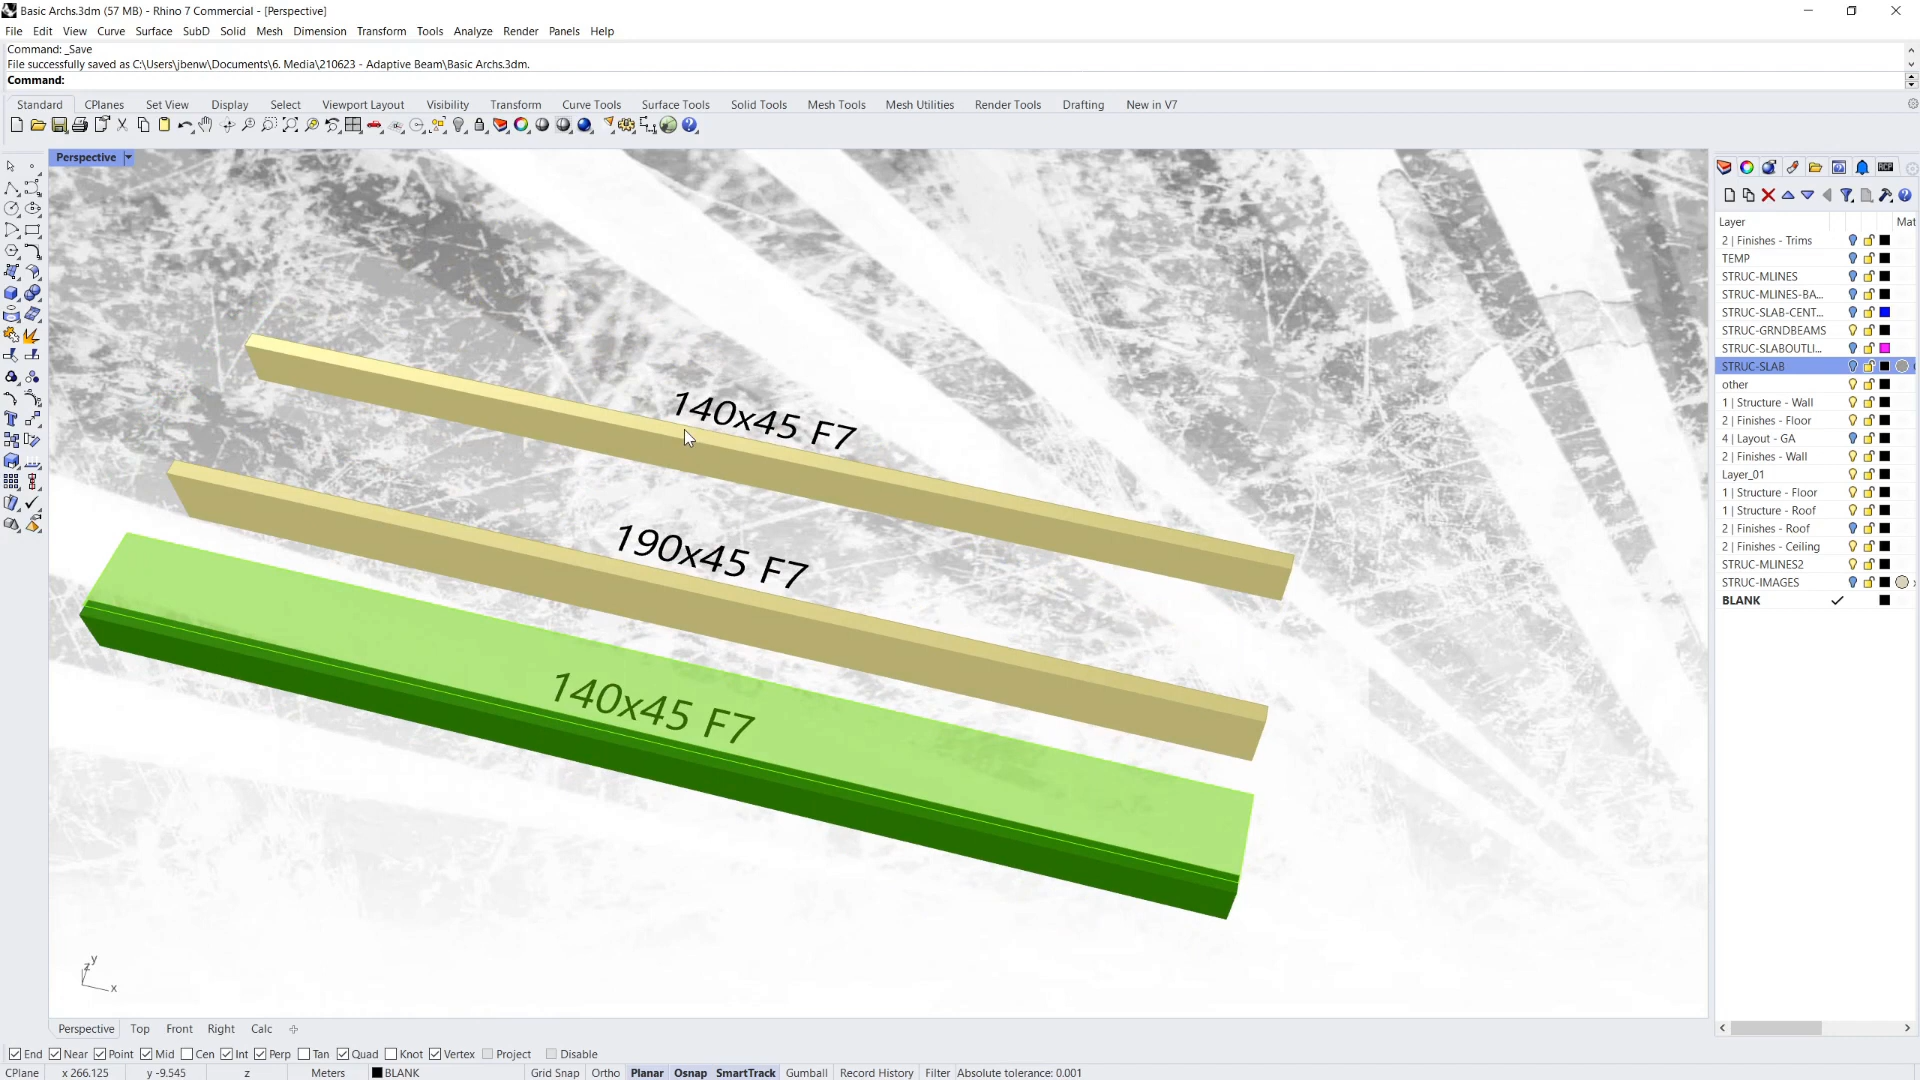 Basic Archs.3dm (57 MB) - Rhino 7 Commercial - [Perspective]
File Edit View Curve Surface SubD Solid Mesh Dimension Transform Tools Analyze Render Panels Help
Command: _Save
File successfully saved as C:\Users\jbenw\Documents\6. Media\210623 - Adaptive Beam\Basic Archs.3dm.
Command:
Standard CPlanes Set View Display Select Viewport Layout Visibility Transform Curve Tools Surface Tools Solid Tools Mesh Tools Mesh Utilities Render Tools Drafting New in V7
Perspective
Layer Mat
2 | Finishes - Trims
TEMP
STRUC-MLINES
STRUC-MLINES-BA...
STRUC-SLAB-CENT...
STRUC-GRNDBEAMS
STRUC-SLABOUTLI...
STRUC-SLAB
other
1 | Structure - Wall
2 | Finishes - Floor
4 | Layout - GA
2 | Finishes - Wall
Layer_01
1 | Structure - Floor
1 | Structure - Roof
2 | Finishes - Roof
2 | Finishes - Ceiling
STRUC-MLINES2
STRUC-IMAGES
BLANK
140x45 F7
190x45 F7
140x45 F7
y
z
x
Perspective Top Front Right Calc
End Near Point Mid Cen Int Perp Tan Quad Knot Vertex Project Disable
CPlane x 266.125 y -9.545 z Meters BLANK Grid Snap Ortho Planar Osnap SmartTrack Gumball Record History Filter Absolute tolerance: 0.001